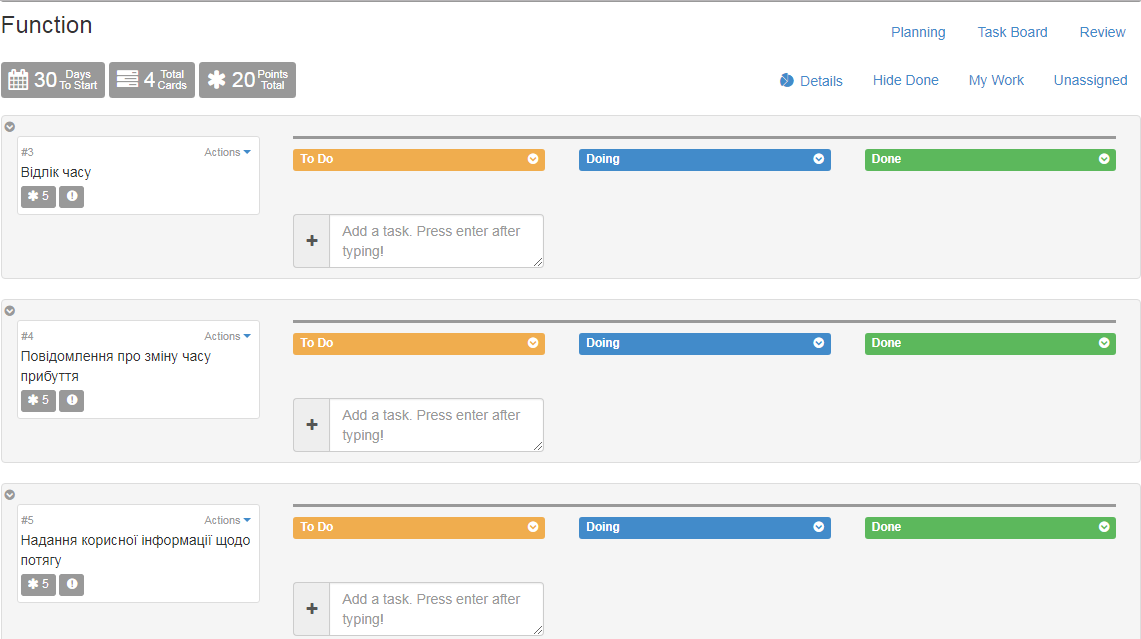 Function
Planning Task Board Review
30 Days To Start 4 Total Cards 20 Points Total
Details Hide Done My Work Unassigned
#3 Actions
Відлік часу
5
To Do Doing Done
Add a task. Press enter after
typing!
#4 Actions
Повідомлення про зміну часу
прибуття
5
To Do Doing Done
Add a task. Press enter after
typing!
#5 Actions
Надання корисної інформації щодо
потягу
5
To Do Doing Done
Add a task. Press enter after
typing!